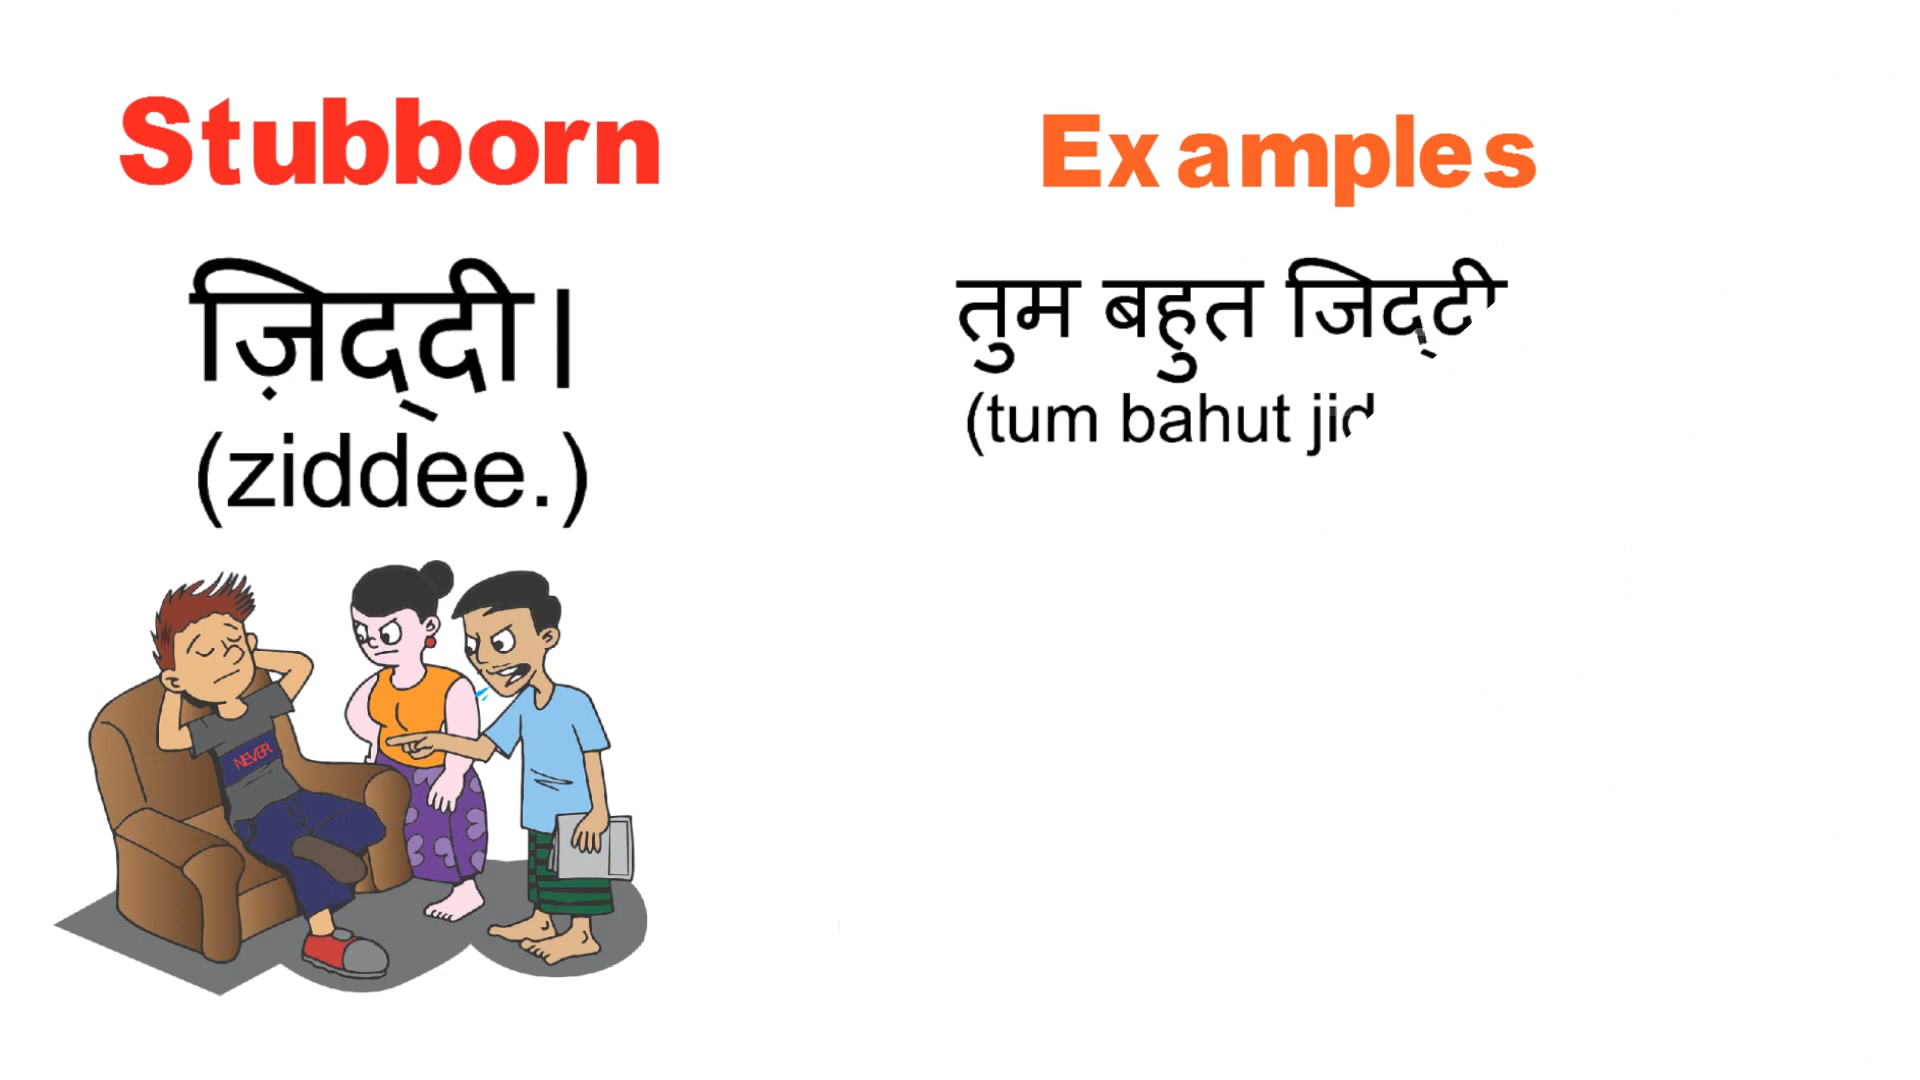 Stubborn
ज़िद्दी।
(ziddee.)
NEVER
Examples
तुम बहुत
(tum bahut